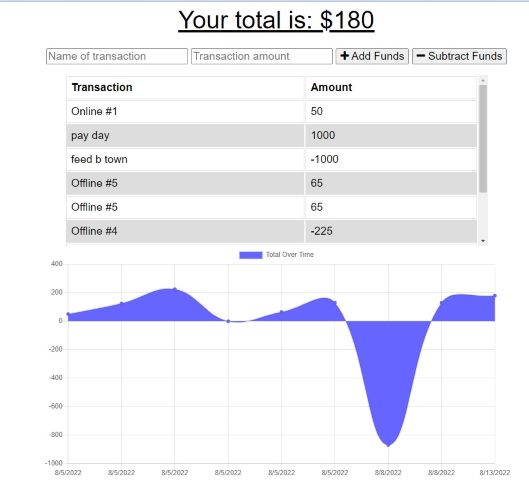 Your total is: $180
Name of transaction Transaction amount + Add Funds − Subtract Funds
Transaction Amount
Online #1 50
pay day 1000
feed b town -1000
Offline #5 65
Offline #5 65
Offline #4 -225
Total Over Time
400
200
0
-200
-400
-600
-800
-1000
8/5/2022 8/5/2022 8/5/2022 8/5/2022 8/5/2022 8/5/2022 8/8/2022 8/8/2022 8/13/2022